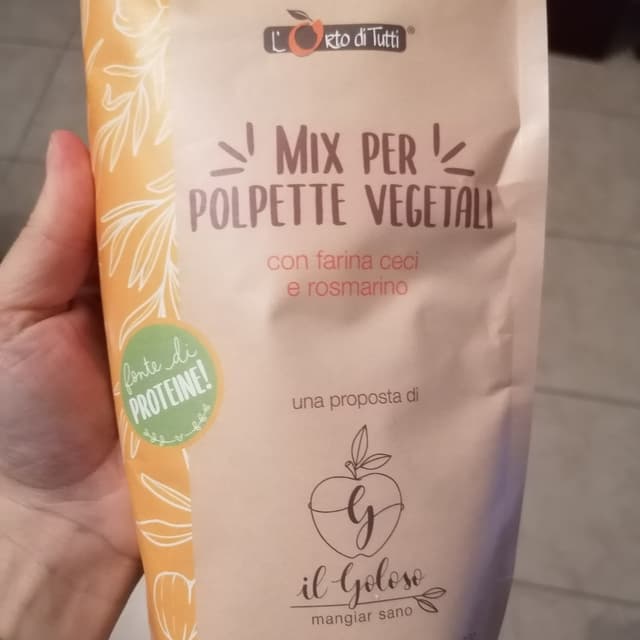 L'Orto di Tutti
MIX PER
POLPETTE VEGETALI
con farina ceci
e rosmarino
fonte di
PROTEINE!
una proposta di
G
il Goloso
mangiar sano